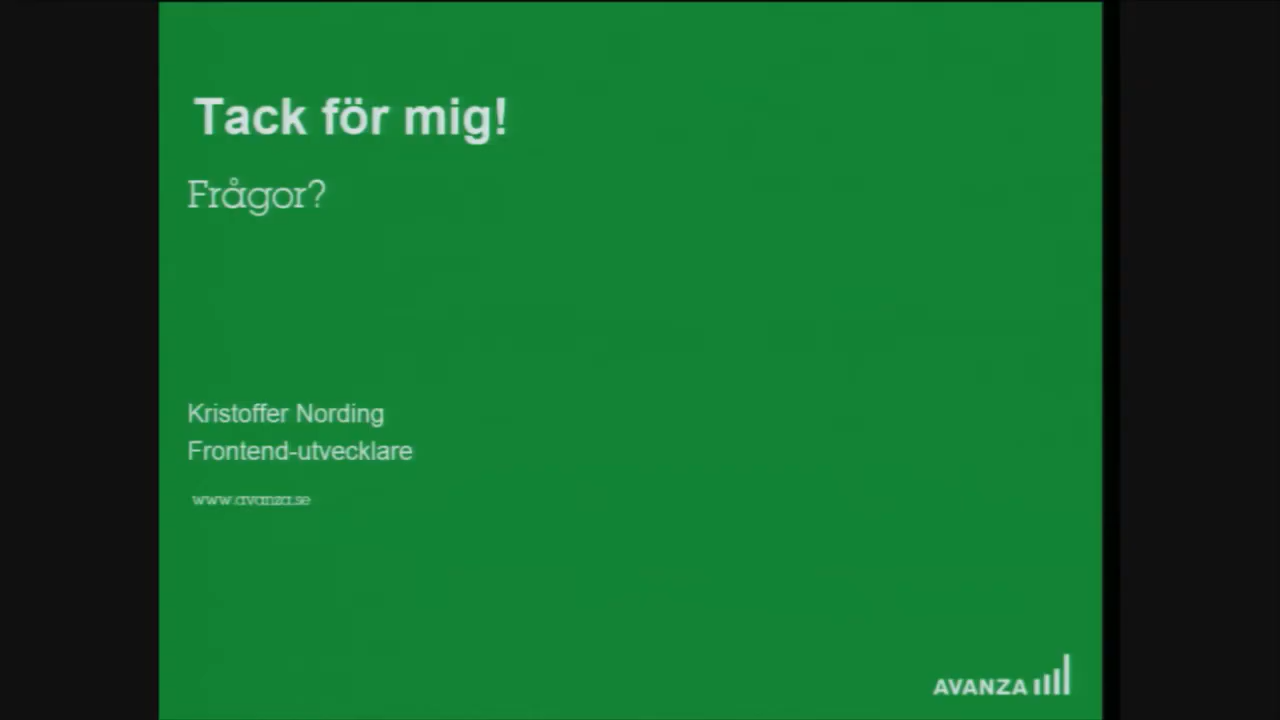 Tack för mig!
Frågor?
Kristoffer Nording
Frontend-utvecklare
www.avanza.se
AVANZA